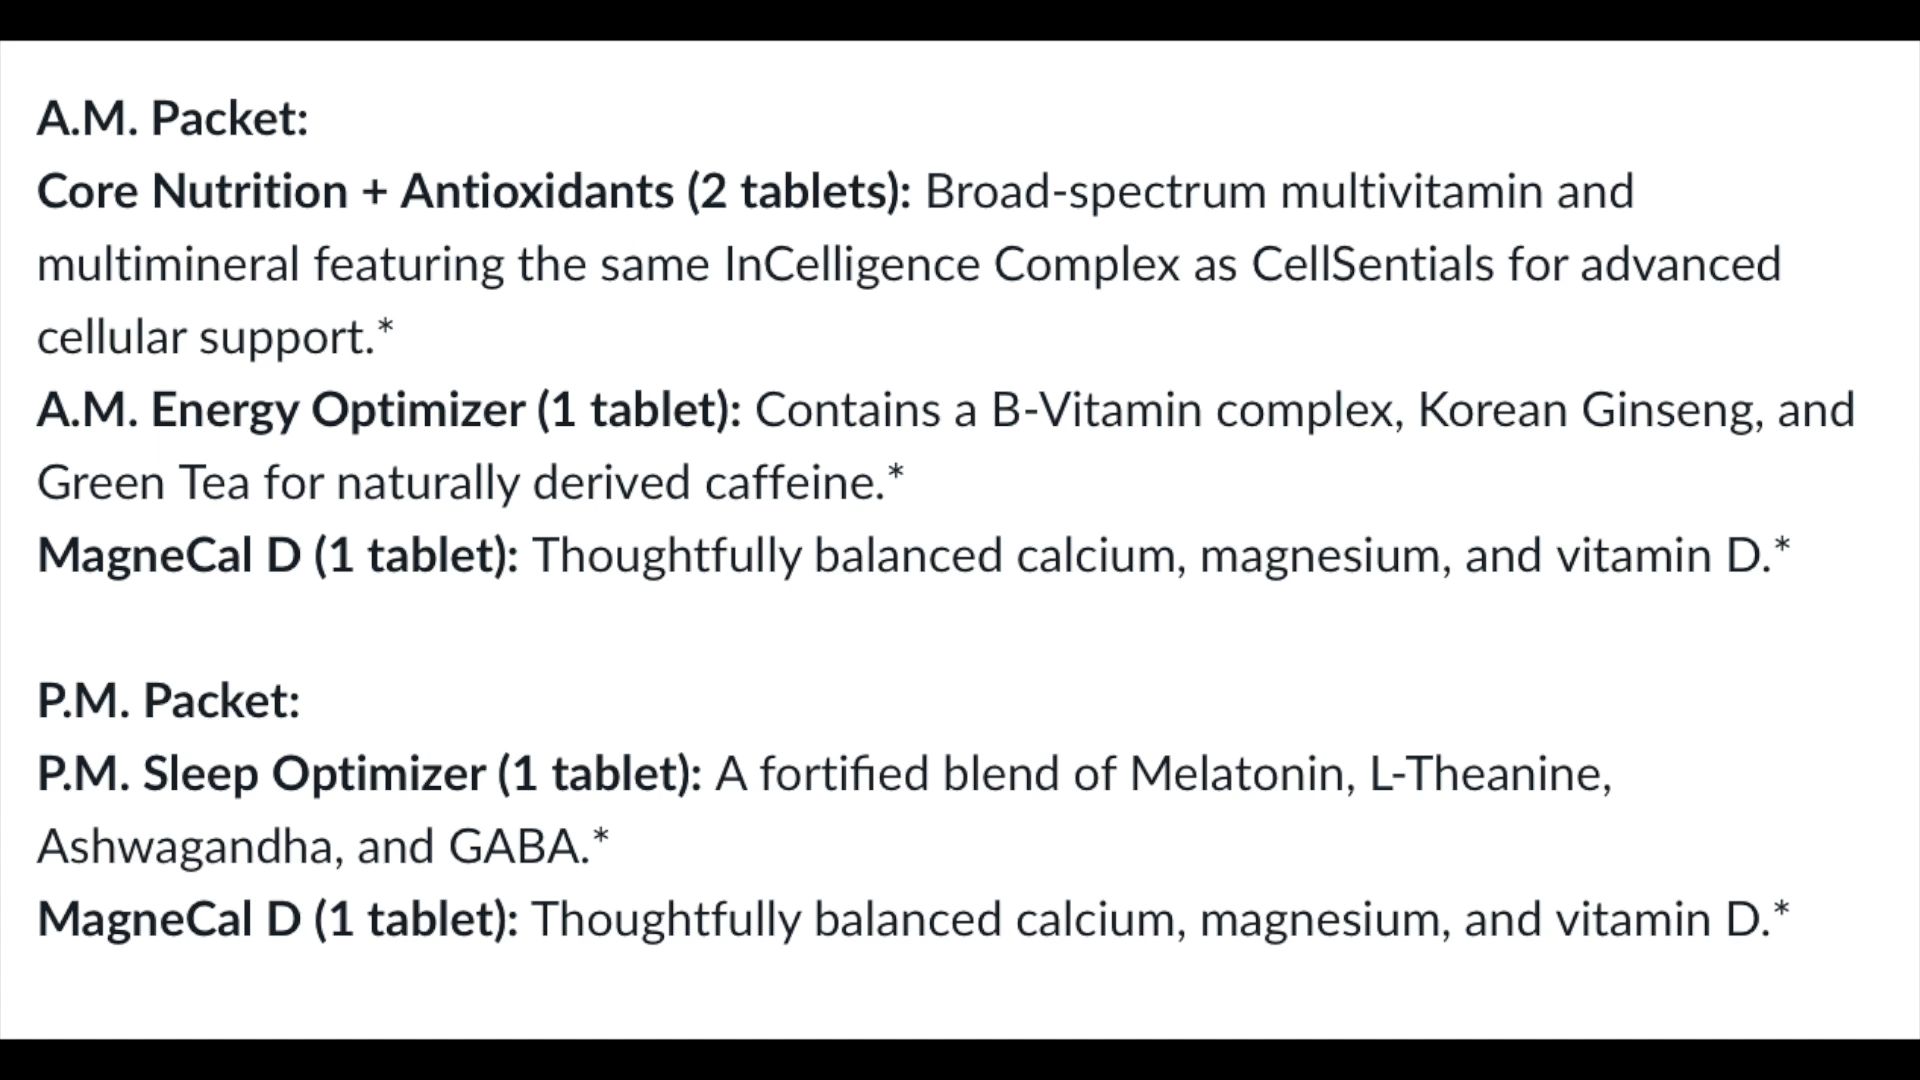 A.M. Packet:
Core Nutrition + Antioxidants (2 tablets): Broad-spectrum multivitamin and
multimineral featuring the same InCelligence Complex as CellSentials for advanced
cellular support.*
A.M. Energy Optimizer (1 tablet): Contains a B-Vitamin complex, Korean Ginseng, and
Green Tea for naturally derived caffeine.*
MagneCal D (1 tablet): Thoughtfully balanced calcium, magnesium, and vitamin D.*
P.M. Packet:
P.M. Sleep Optimizer (1 tablet): A fortified blend of Melatonin, L-Theanine,
Ashwagandha, and GABA.*
MagneCal D (1 tablet): Thoughtfully balanced calcium, magnesium, and vitamin D.*